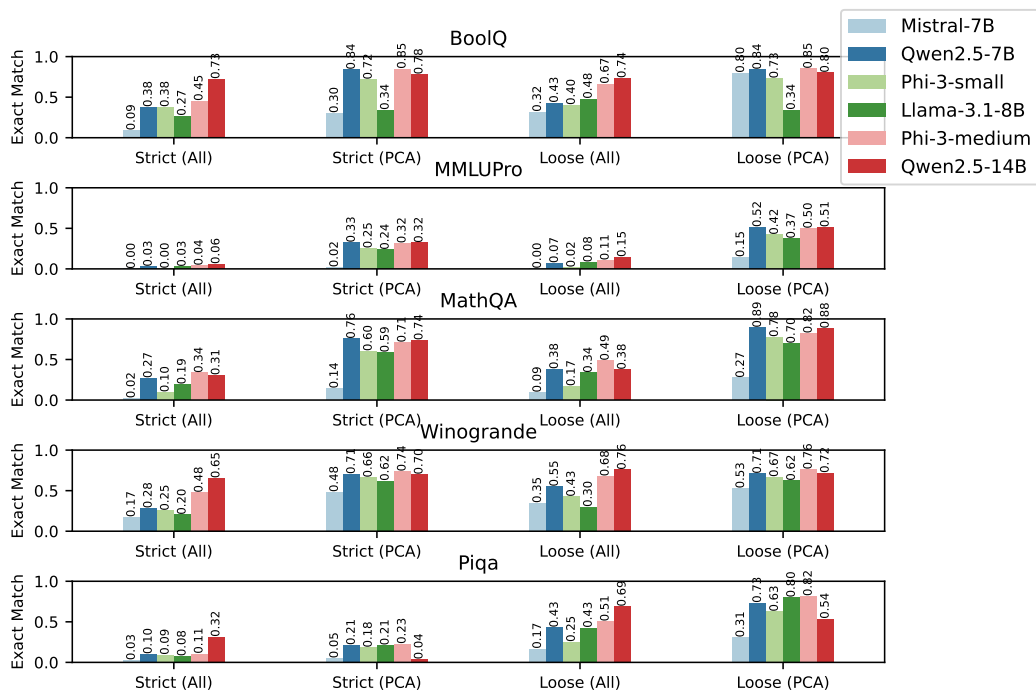 Mistral-7B
Qwen2.5-7B
Phi-3-small
Llama-3.1-8B
Phi-3-medium
Qwen2.5-14B
BoolQ
Exact Match
1.0
0.5
0.0
0.09 0.38 0.38 0.27 0.45 0.73
0.30 0.84 0.72 0.34 0.85 0.78
0.32 0.43 0.40 0.48 0.67 0.74
0.80 0.84 0.73 0.34 0.85 0.80
Strict (All) Strict (PCA) Loose (All) Loose (PCA)
MMLUPro
Exact Match
1.0
0.5
0.0
0.00 0.03 0.00 0.03 0.04 0.06
0.02 0.33 0.25 0.24 0.32 0.32
0.00 0.07 0.02 0.08 0.11 0.15
0.15 0.52 0.42 0.37 0.50 0.51
Strict (All) Strict (PCA) Loose (All) Loose (PCA)
MathQA
Exact Match
1.0
0.5
0.0
0.02 0.27 0.10 0.19 0.34 0.31
0.14 0.76 0.60 0.59 0.71 0.74
0.09 0.38 0.17 0.34 0.49 0.38
0.27 0.89 0.78 0.70 0.82 0.88
Strict (All) Strict (PCA) Loose (All) Loose (PCA)
Winogrande
Exact Match
1.0
0.5
0.0
0.17 0.28 0.25 0.20 0.48 0.65
0.48 0.71 0.66 0.62 0.74 0.70
0.35 0.55 0.43 0.30 0.68 0.76
0.53 0.71 0.67 0.62 0.76 0.72
Strict (All) Strict (PCA) Loose (All) Loose (PCA)
Piqa
Exact Match
1.0
0.5
0.0
0.03 0.10 0.09 0.08 0.11 0.32
0.05 0.21 0.18 0.21 0.23 0.04
0.17 0.43 0.25 0.43 0.51 0.69
0.31 0.73 0.63 0.80 0.82 0.54
Strict (All) Strict (PCA) Loose (All) Loose (PCA)